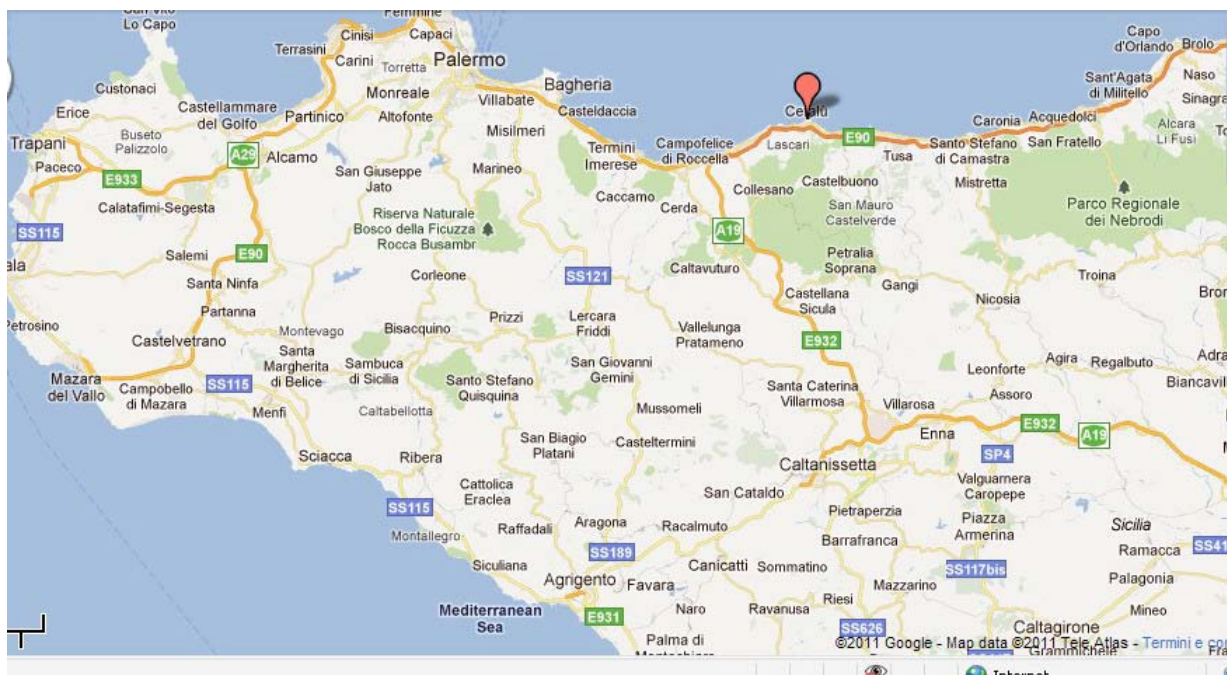 Lo Capo
Cinisi
Capaci
Terrasini
Carini
Torretta
Palermo
Capo
d'Orlando
Brolo
Custonaci
Monreale
Bagheria
Villabate
Casteldaccia
Sant'Agata
di Militello
Naso
Sinagra
Erice
Castellammare
del Golfo
Partinico
Altofonte
Misilmeri
Cefalù
Caronia
Acquedolci
Alcara
Li Fusi
Trapani
Buseto
Palizzolo
A29
Alcamo
Termini
Imerese
Campofelice
di Roccella
Lascari
E90
Tusa
Santo Stefano
di Camastra
San Fratello
Paceco
E933
San Giuseppe
Jato
Marineo
Caccamo
Collesano
Castelbuono
Mistretta
Calatafimi-Segesta
Cerda
San Mauro
Castelverde
Parco Regionale
dei Nebrodi
SS115
Riserva Naturale
Bosco della Ficuzza
Rocca Busambr
A19
Salemi
E90
Corleone
SS121
Caltavuturo
Petralia
Soprana
Gangi
Troina
Santa Ninfa
Castellana
Sicula
Nicosia
Bron
Petrosino
Partanna
Montevago
Bisacquino
Prizzi
Lercara
Friddi
Vallelunga
Pratameno
Castelvetrano
E932
Mazara
del Vallo
Santa
Margherita
di Belice
Sambuca
di Sicilia
San Giovanni
Gemini
Agira
Regalbuto
Adra
Campobello
di Mazara
SS115
Santo Stefano
Quisquina
Santa Caterina
Villarmosa
Leonforte
Assoro
Biancavil
Menfi
Caltabellotta
Mussomeli
Villarosa
San Biagio
Platani
Casteltermini
Enna
E932
A19
Sciacca
Ribera
Caltanissetta
SP4
Cattolica
Eraclea
San Cataldo
Valguarnera
Caropepe
SS115
Raffadali
Aragona
Racalmuto
Pietraperzia
Piazza
Armerina
Sicilia
Montallegro
SS189
Barrafranca
Ramacca
SS41
Siculiana
Agrigento
Favara
Canicatti
Sommatino
SS117bis
Mazzarino
Palagonia
Mediterranean
Sea
E931
Naro
Ravanusa
Riesi
Mineo
Palma di
SS626
Caltagirone
©2011 Google - Map data ©2011 Tele Atlas - Termini e con
Grammichele
Internet